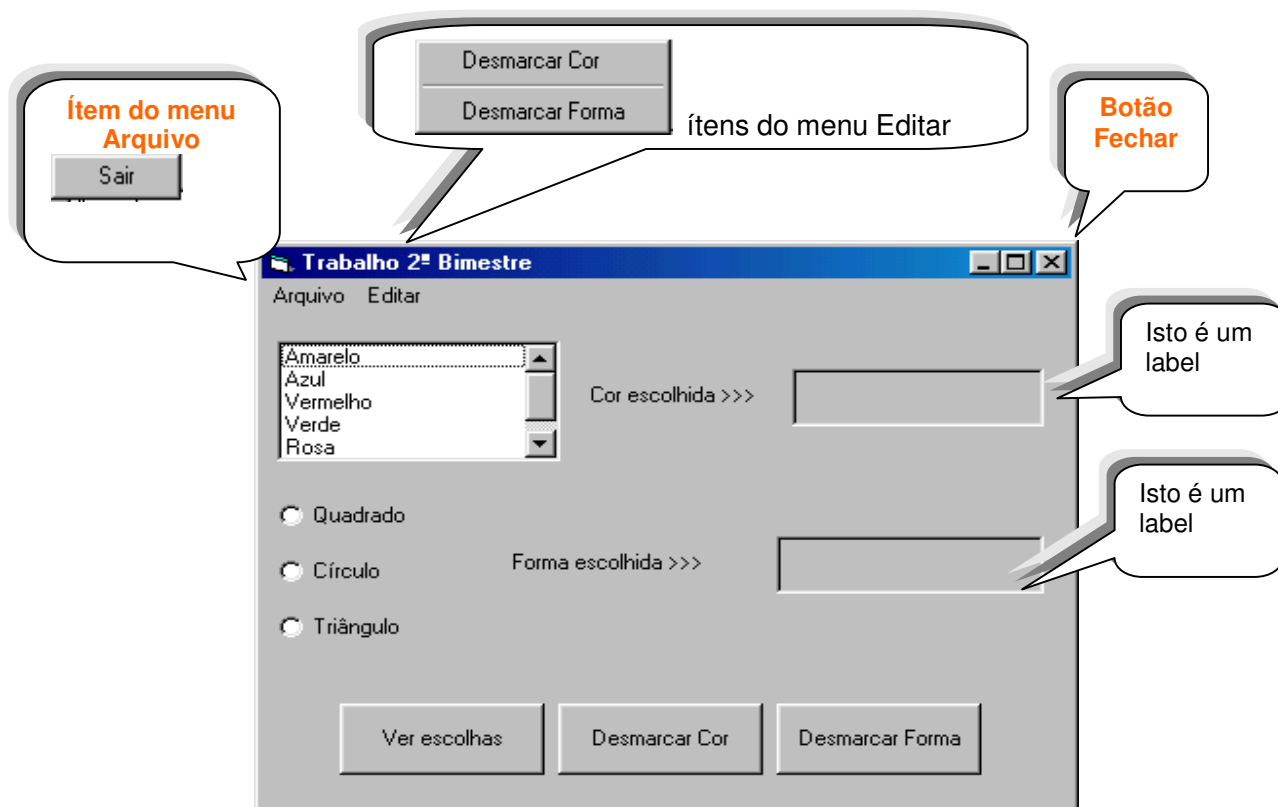 Desmarcar Cor
Desmarcar Forma
ítens do menu Editar
Ítem do menu
Arquivo
Sair
Botão
Fechar
Trabalho 2º Bimestre
Arquivo Editar
Amarelo
Azul
Vermelho
Verde
Rosa
Cor escolhida >>>
Isto é um
label
Quadrado
Círculo
Triângulo
Forma escolhida >>>
Isto é um
label
Ver escolhas
Desmarcar Cor
Desmarcar Forma